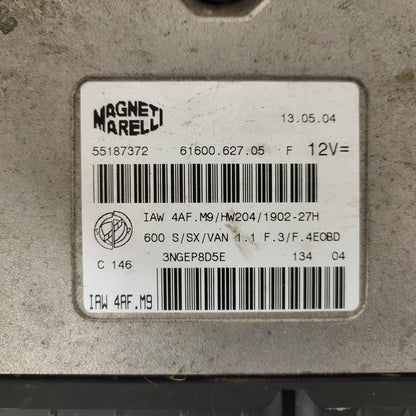 MAGNETI
MARELLI
13.05.04
55187372 61600.627.05 F 12V=
IAW 4AF.M9/HW204/1902-27H
600 S/SX/VAN 1.1 F.3/F.4EOBD
C 146 3NGEP8D5E 134 04
IAW 4AF.M9